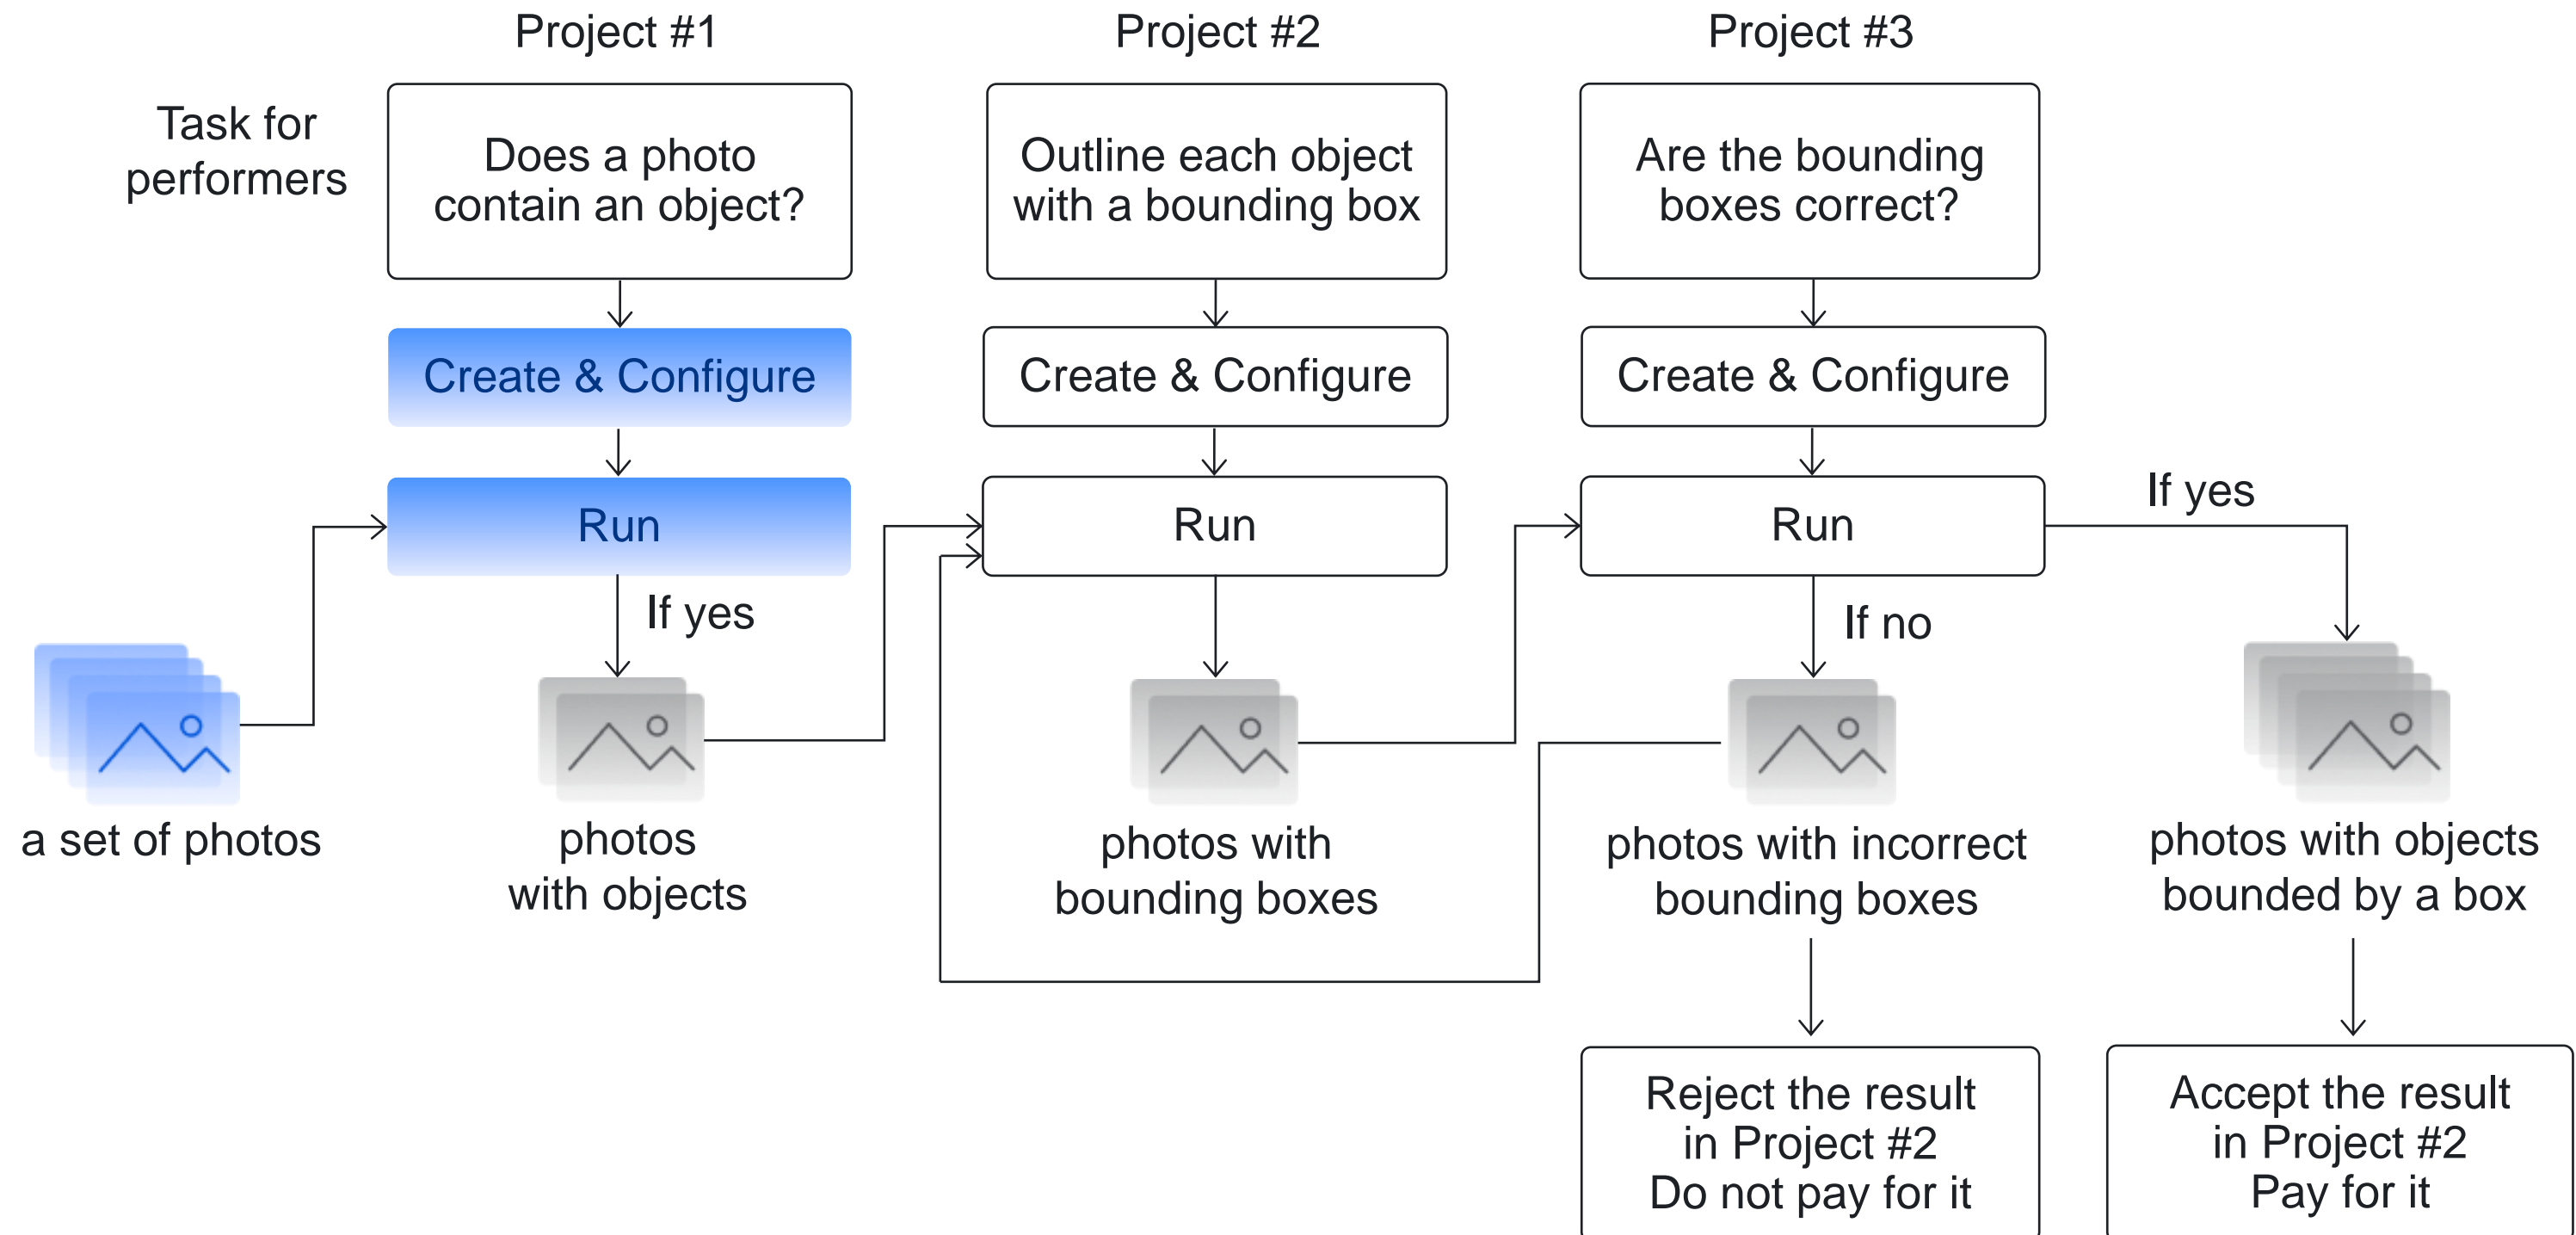 Project #1
Project #2
Project #3
Task for
performers
Does a photo
contain an object?
Outline each object
with a bounding box
Are the bounding
boxes correct?
Create & Configure
Create & Configure
Create & Configure
Run
Run
Run
If yes
If yes
If no
a set of photos
photos
with objects
photos with
bounding boxes
photos with incorrect
bounding boxes
photos with objects
bounded by a box
Reject the result
in Project #2
Do not pay for it
Accept the result
in Project #2
Pay for it